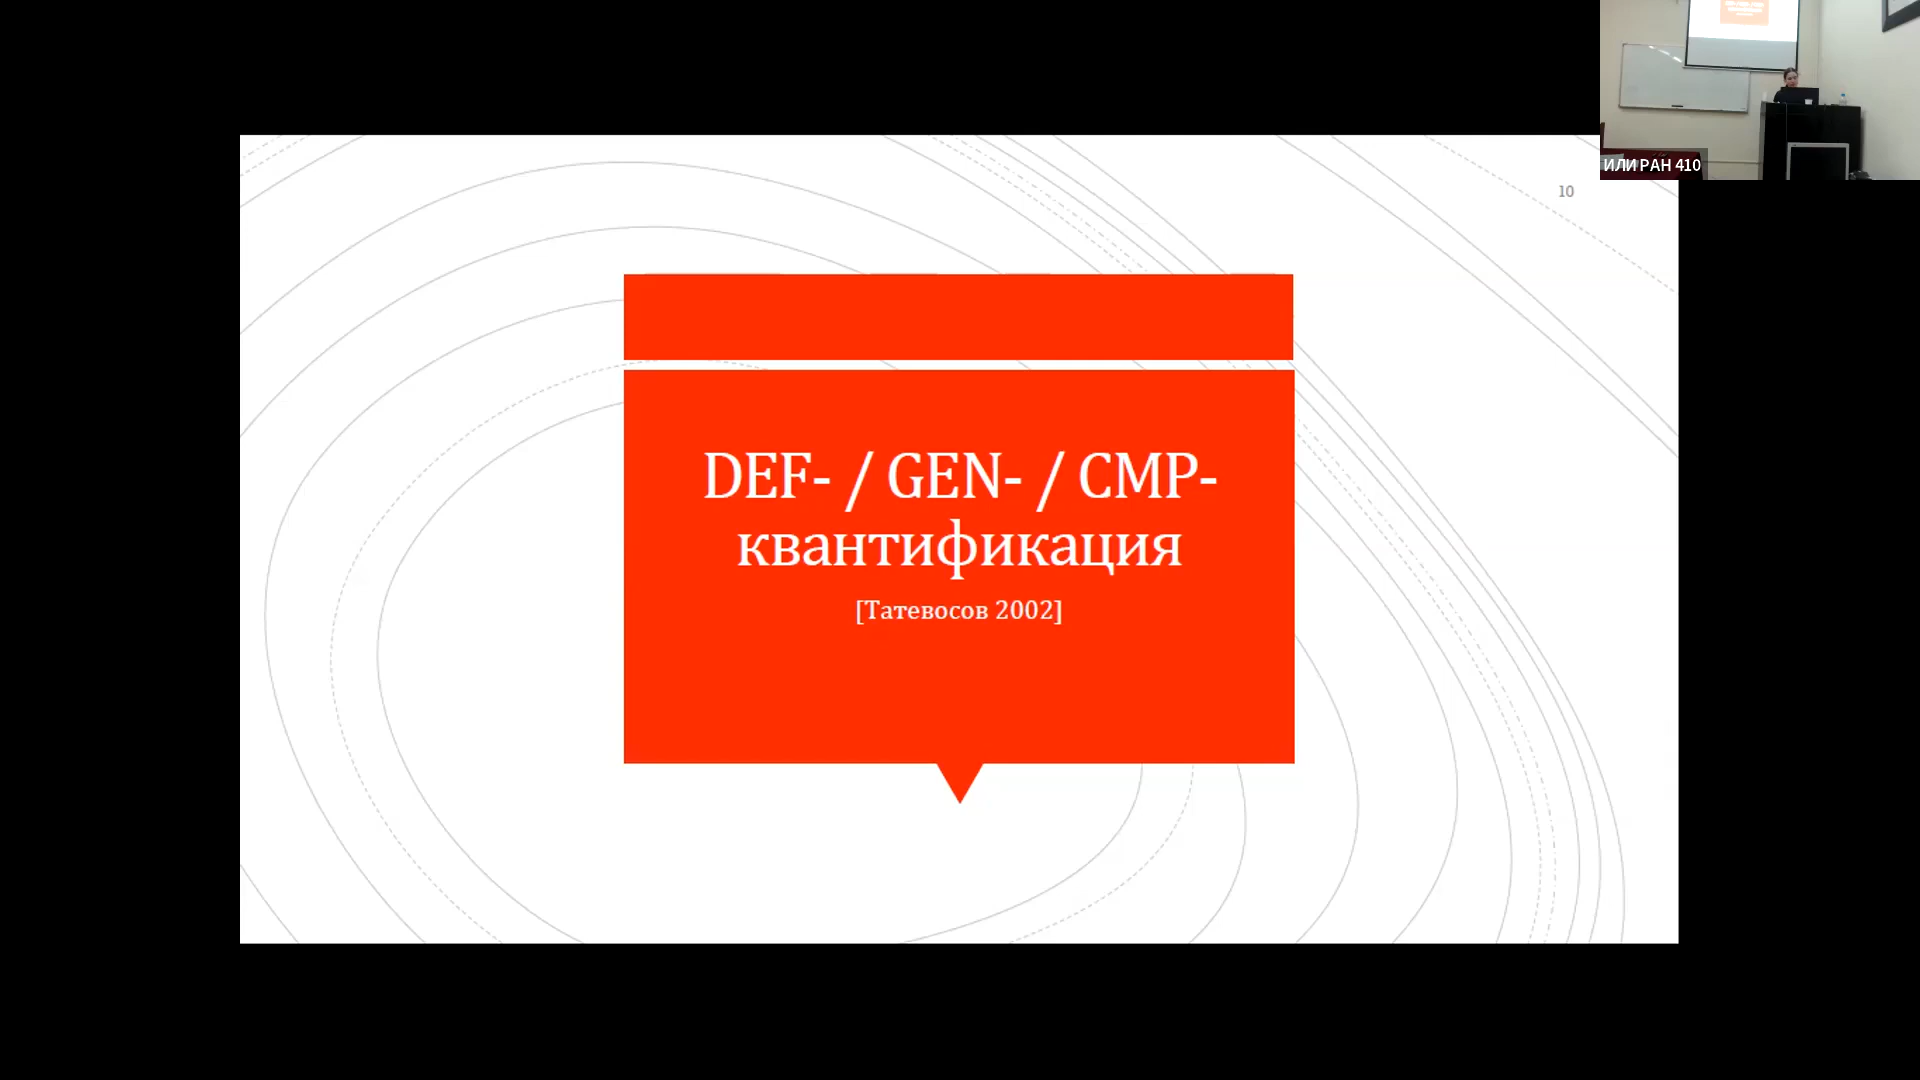 ИЛИ РАН 410
10
DEF- / GEN- / CMP-
квантификация
[Татевосов 2002]